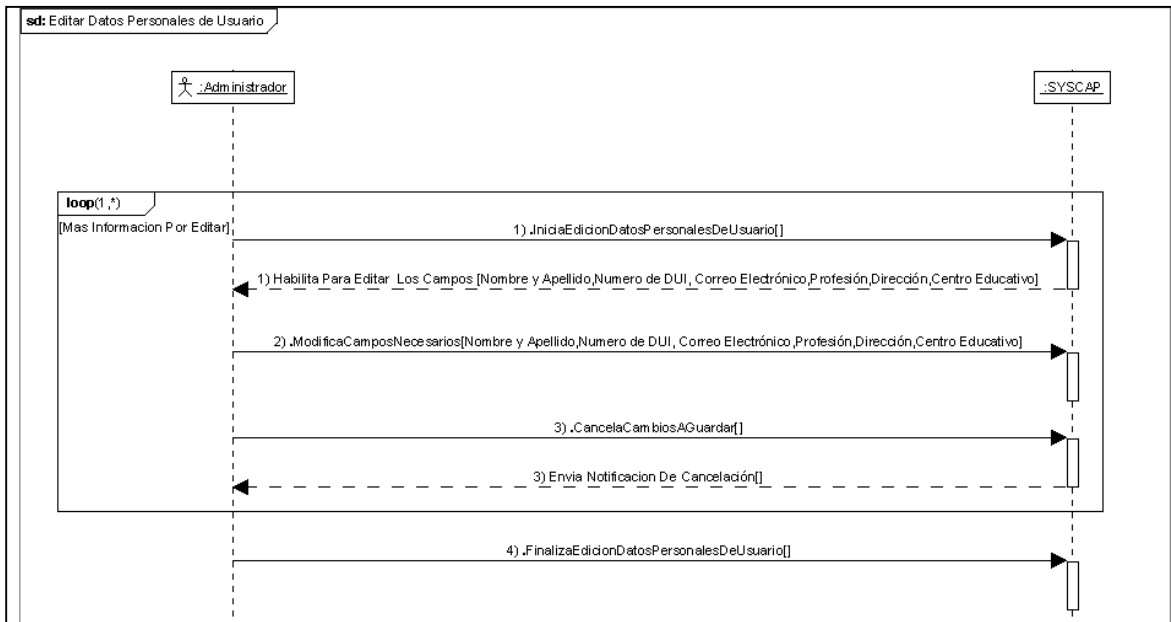 sd: Editar Datos Personales de Usuario
:Administrador
:SYSCAP
loop(1,*)
[Mas Informacion Por Editar]
1) .IniciaEdicionDatosPersonalesDeUsuario[]
1) Habilita Para Editar Los Campos [Nombre y Apellido,Numero de DUI, Correo Electrónico,Profesión,Dirección,Centro Educativo]
2) .ModificaCamposNecesarios[Nombre y Apellido,Numero de DUI, Correo Electrónico,Profesión,Dirección,Centro Educativo]
3) .CancelaCambiosAGuardar[]
3) Envia Notificacion De Cancelación[]
4) .FinalizaEdicionDatosPersonalesDeUsuario[]